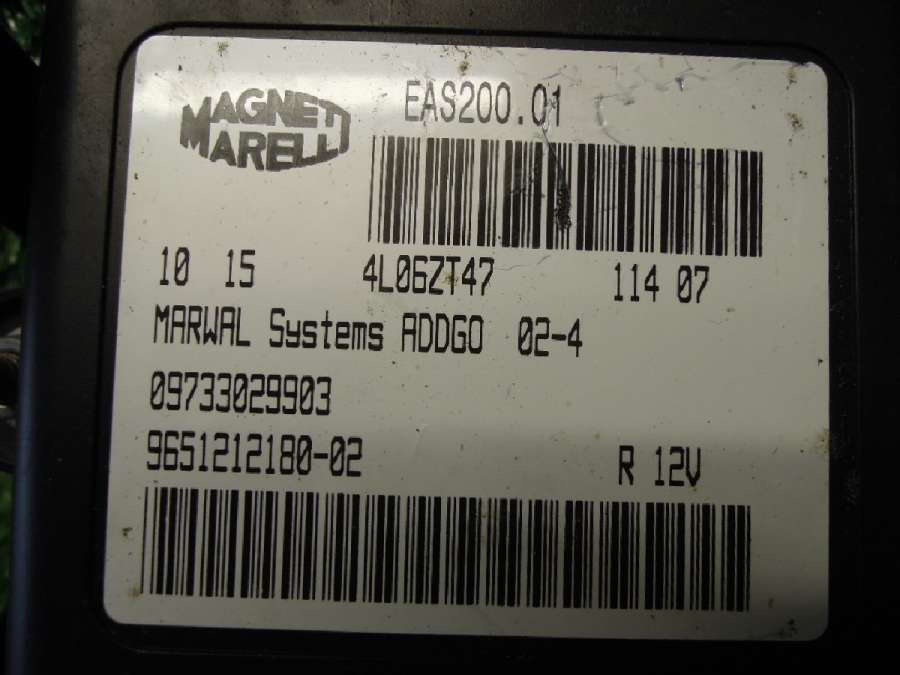 MAGNETI
MARELLI
EAS200.01
10 15 4L06ZT47 114 07
MARWAL Systems ADDGO 02-4
09733029903
9651212180-02
R 12V